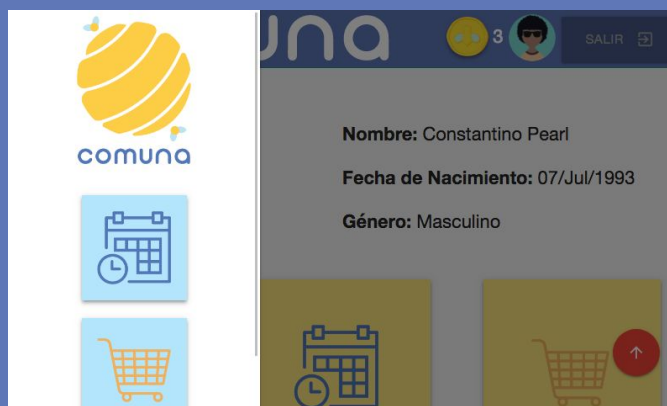 comuna
una
3
SALIR
Nombre: Constantino Pearl
Fecha de Nacimiento: 07/Jul/1993
Género: Masculino